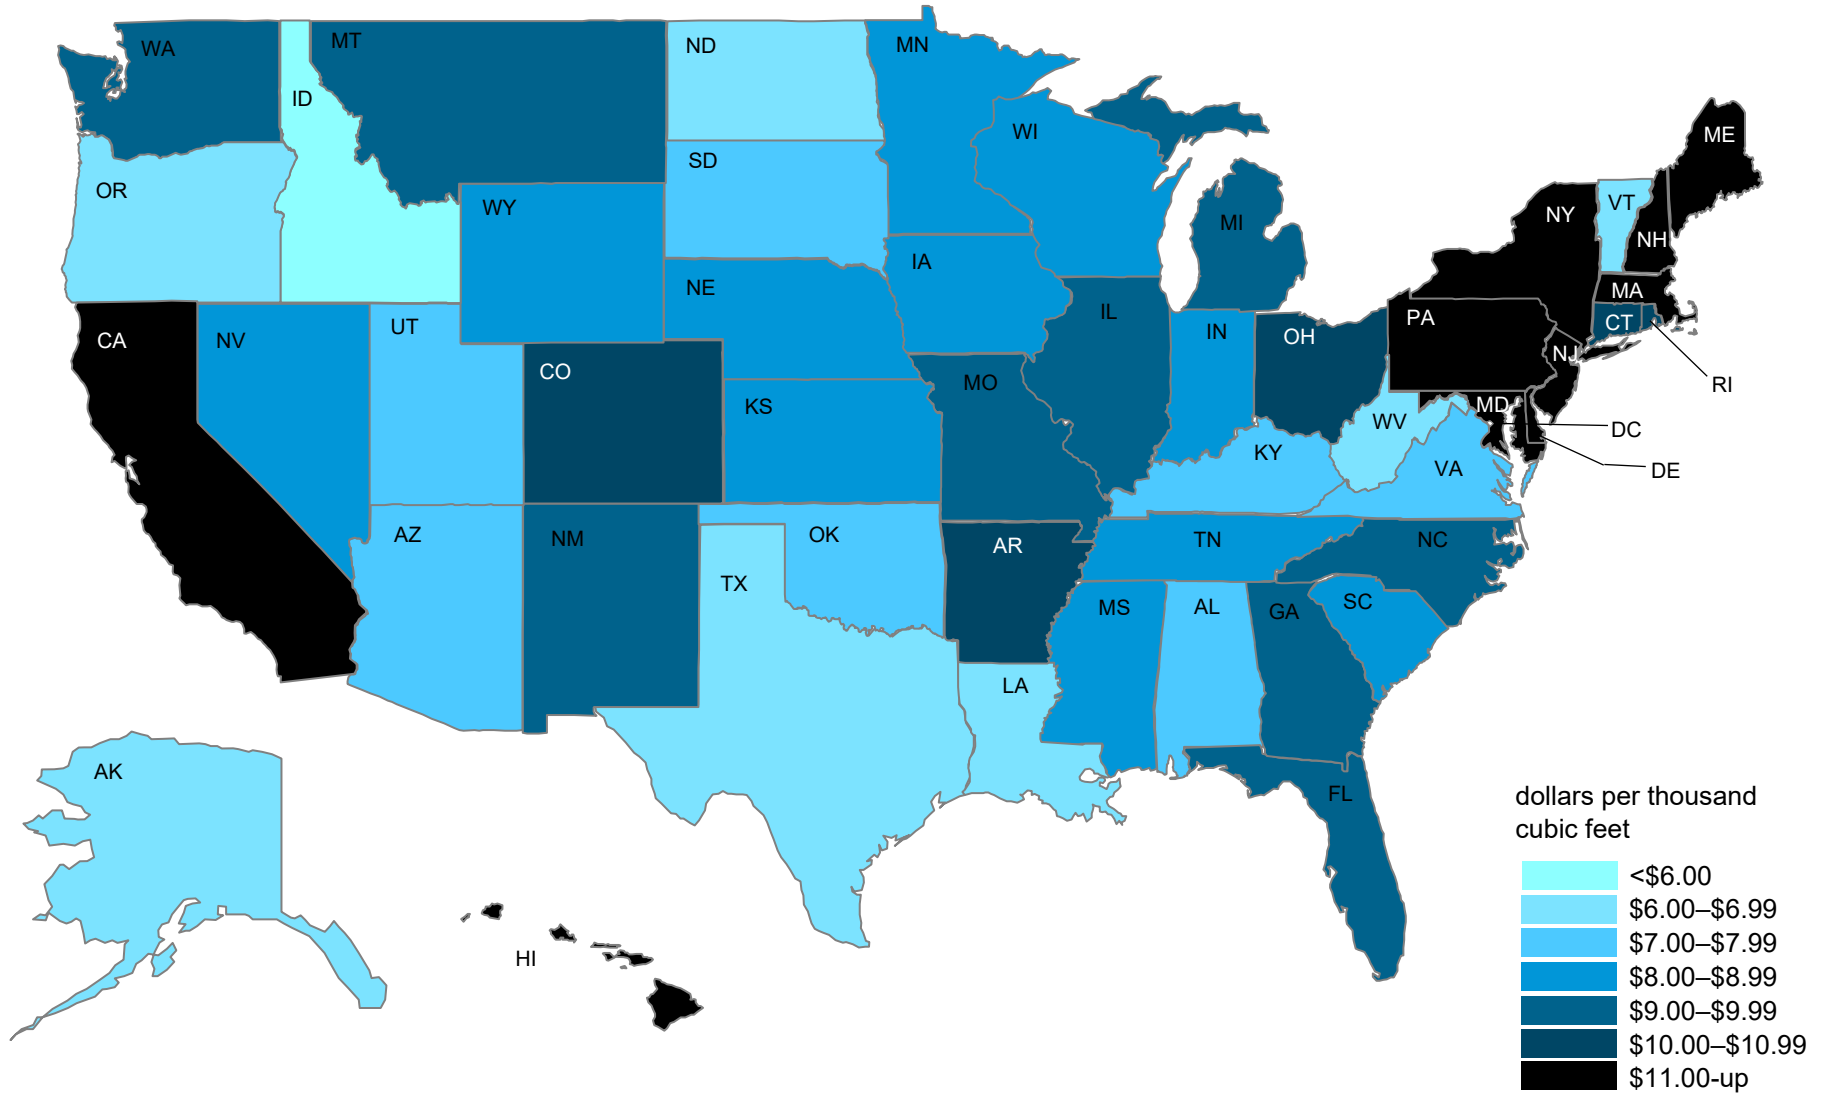 WA
MT
ND
MN
ID
OR
WY
SD
WI
MI
ME
NY
VT
NH
MA
CT
RI
CA
NV
UT
CO
NE
IA
IL
IN
OH
PA
NJ
MD
DC
DE
KS
MO
KY
WV
VA
AZ
NM
OK
AR
TN
NC
TX
LA
MS
AL
GA
SC
FL
AK
HI
dollars per thousand
cubic feet
<$6.00
$6.00–$6.99
$7.00–$7.99
$8.00–$8.99
$9.00–$9.99
$10.00–$10.99
$11.00-up